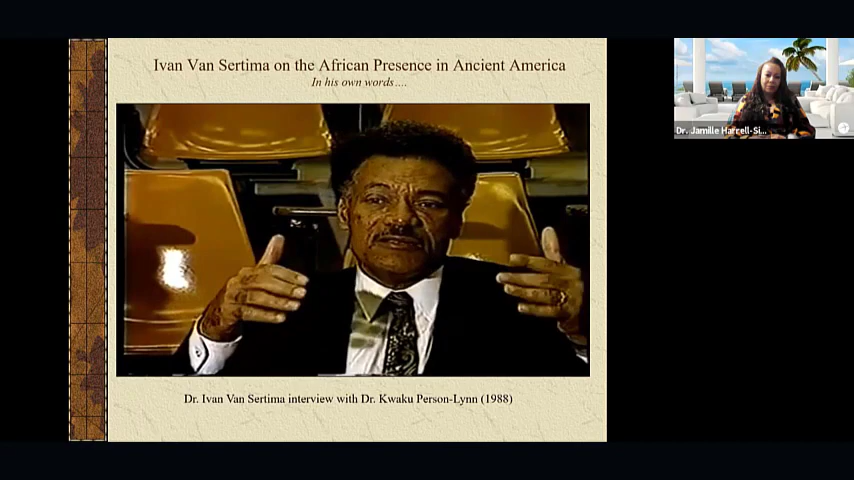 Ivan Van Sertima on the African Presence in Ancient America
In his own words....
Dr. Ivan Van Sertima interview with Dr. Kwaku Person-Lynn (1988)
Dr. Jamille Harrell-Si...